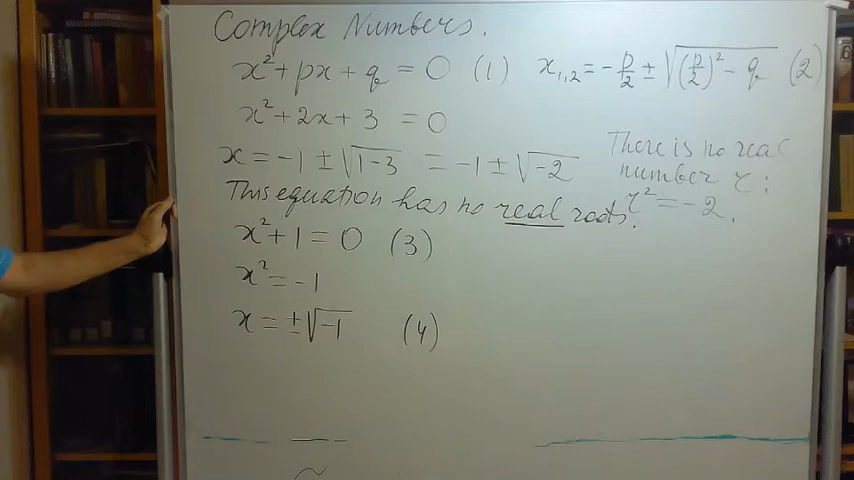 Complex Numbers.
x²+px+q = 0 (1) x₁,₂ = -p/2 ± √((p/2)² - q) (2)
x²+2x+3 = 0
x = -1 ± √(1-3) = -1 ± √(-2)
There is no real
number r :
r² = -2.
This equation has no real roots.
x²+1 = 0 (3)
x² = -1
x = ±√(-1) (4)